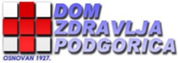 DOM
ZDRAVLJA
PODGORICA
OSNOVAN 1927.